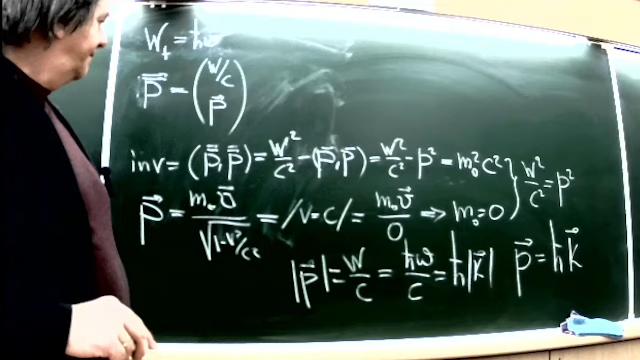 W₊ = ħω
p⃗⃗ = (W/c p⃗)
inv = (p⃗⃗, p⃗⃗) = W²/c² − (p⃗, p⃗) = W²/c² − p² = m₀²c² } W²/c² = p²
p⃗ = m₀v⃗/√(1−v²/c²) = /v=c/ = m₀v⃗/0 ⇒ m₀=0
|p⃗| = W/c = ħω/c = ħ|k⃗| p⃗ = ħk⃗